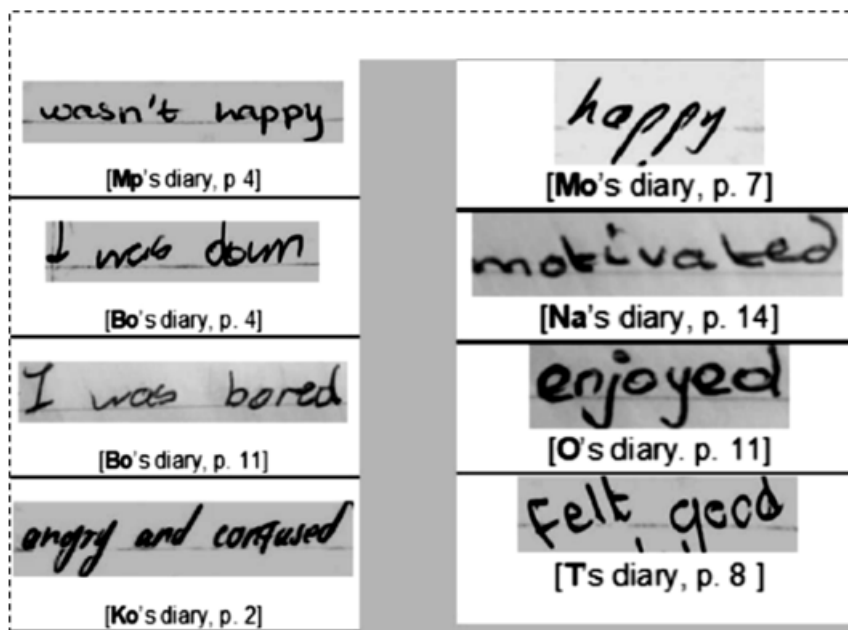 wasn't happy
[Mp's diary, p 4]
I was down
[Bo's diary, p. 4]
I was bored
[Bo's diary, p. 11]
angry and confused
[Ko's diary, p. 2]
happy
[Mo's diary, p. 7]
motivated
[Na's diary, p. 14]
enjoyed
[O's diary. p. 11]
Felt good
[T's diary, p. 8 ]